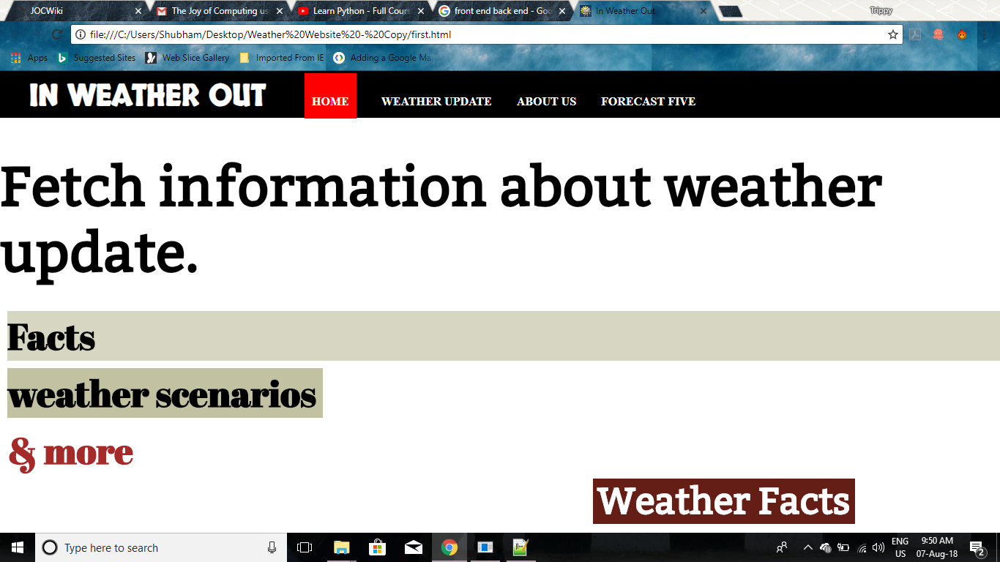 JOCWiki
The Joy of Computing us
Learn Python - Full Cours
front end back end - Goo
In Weather Out
Trippy
file:///C:/Users/Shubham/Desktop/Weather%20Website%20-%20Copy/first.html
Apps
Suggested Sites
Web Slice Gallery
Imported From IE
Adding a Google Ma
IN WEATHER OUT
HOME
WEATHER UPDATE
ABOUT US
FORECAST FIVE
Fetch information about weather
update.
Facts
weather scenarios
& more
Weather Facts
Type here to search
ENG
US
9:50 AM
07-Aug-18
2